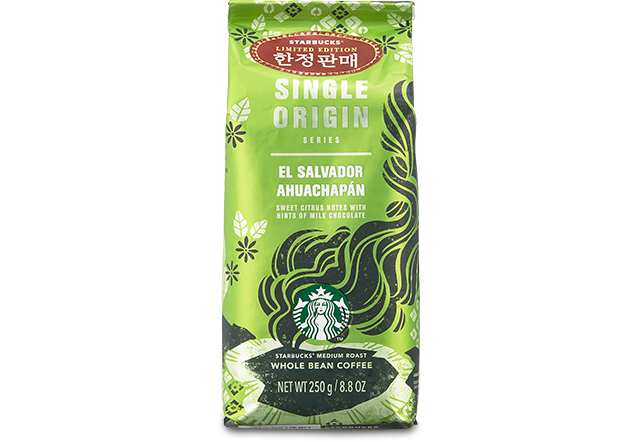 STARBUCKS®
LIMITED EDITION
한정판매
SINGLE
ORIGIN
SERIES
EL SALVADOR
AHUACHAPÁN
SWEET CITRUS NOTES WITH
HINTS OF MILK CHOCOLATE
TM
STARBUCKS® MEDIUM ROAST
WHOLE BEAN COFFEE
NET WT 250 g / 8.8 OZ